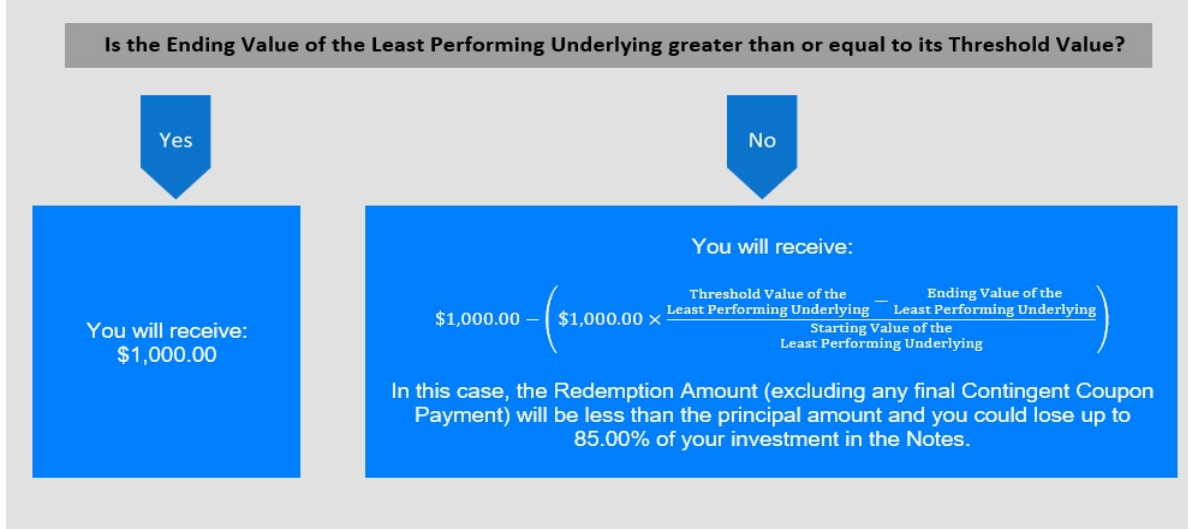 Is the Ending Value of the Least Performing Underlying greater than or equal to its Threshold Value?
Yes
No
You will receive:
$1,000.00
You will receive:
$1,000.00 − ($1,000.00 × (Threshold Value of the Least Performing Underlying − Ending Value of the Least Performing Underlying) / Starting Value of the Least Performing Underlying)
In this case, the Redemption Amount (excluding any final Contingent Coupon
Payment) will be less than the principal amount and you could lose up to
85.00% of your investment in the Notes.